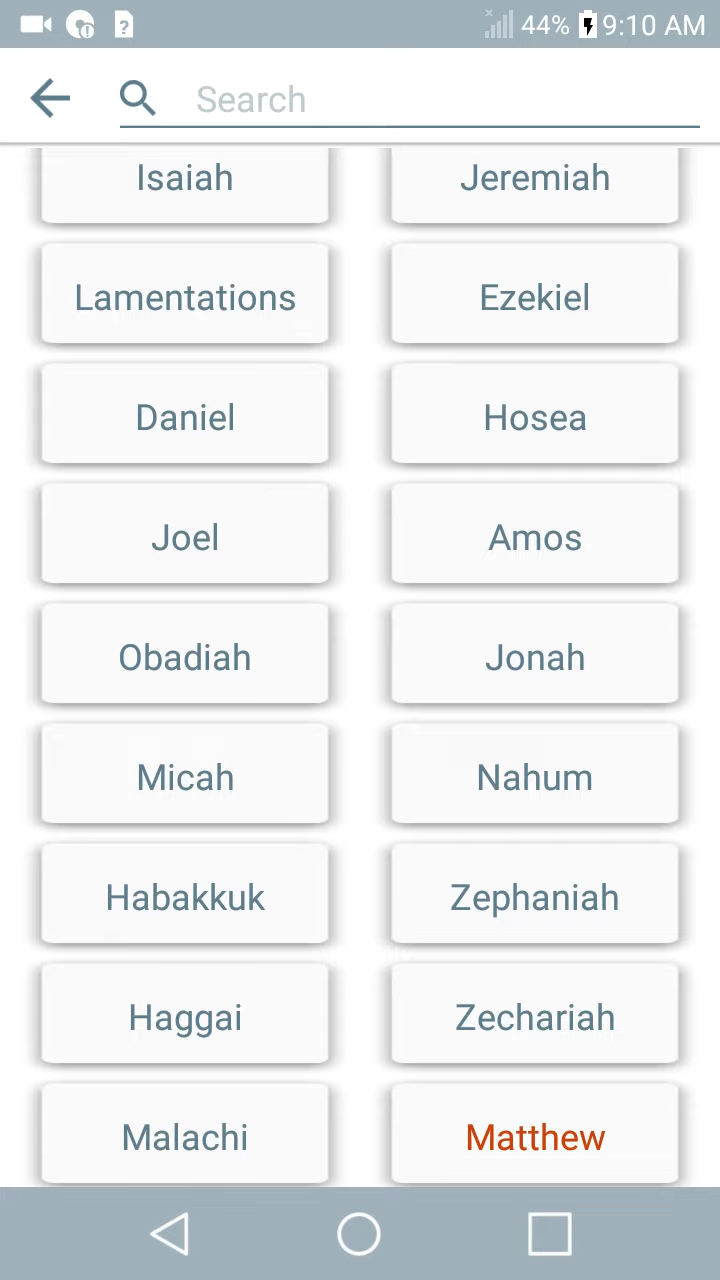 44% 9:10 AM
Search
Isaiah Jeremiah
Lamentations Ezekiel
Daniel Hosea
Joel Amos
Obadiah Jonah
Micah Nahum
Habakkuk Zephaniah
Haggai Zechariah
Malachi Matthew